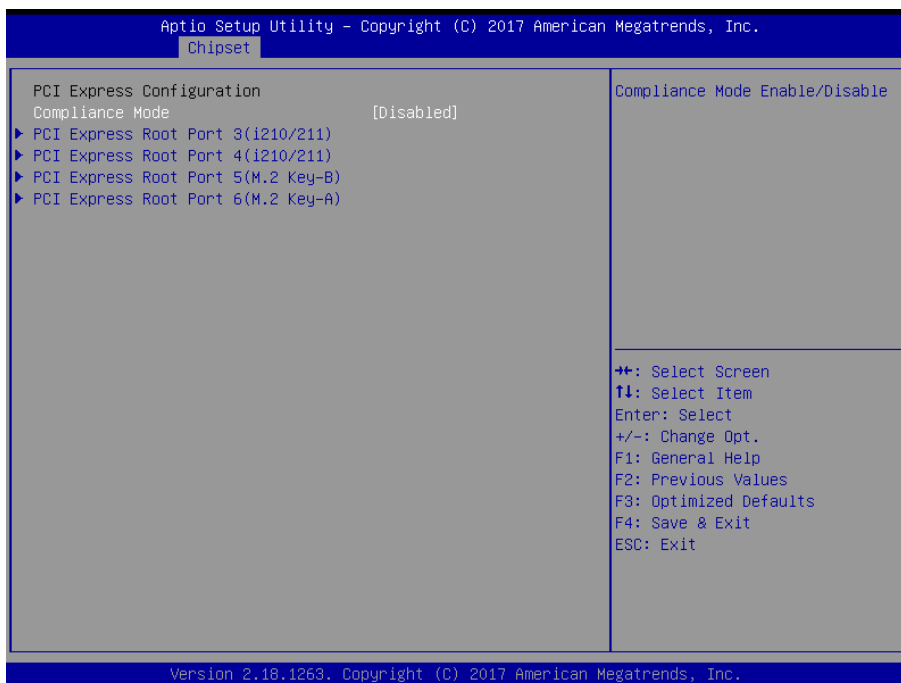 Aptio Setup Utility – Copyright (C) 2017 American Megatrends, Inc.
Chipset
PCI Express Configuration
Compliance Mode [Disabled]
PCI Express Root Port 3(i210/211)
PCI Express Root Port 4(i210/211)
PCI Express Root Port 5(M.2 Key-B)
PCI Express Root Port 6(M.2 Key-A)
Compliance Mode Enable/Disable
→←: Select Screen
↑↓: Select Item
Enter: Select
+/-: Change Opt.
F1: General Help
F2: Previous Values
F3: Optimized Defaults
F4: Save & Exit
ESC: Exit
Version 2.18.1263. Copyright (C) 2017 American Megatrends, Inc.